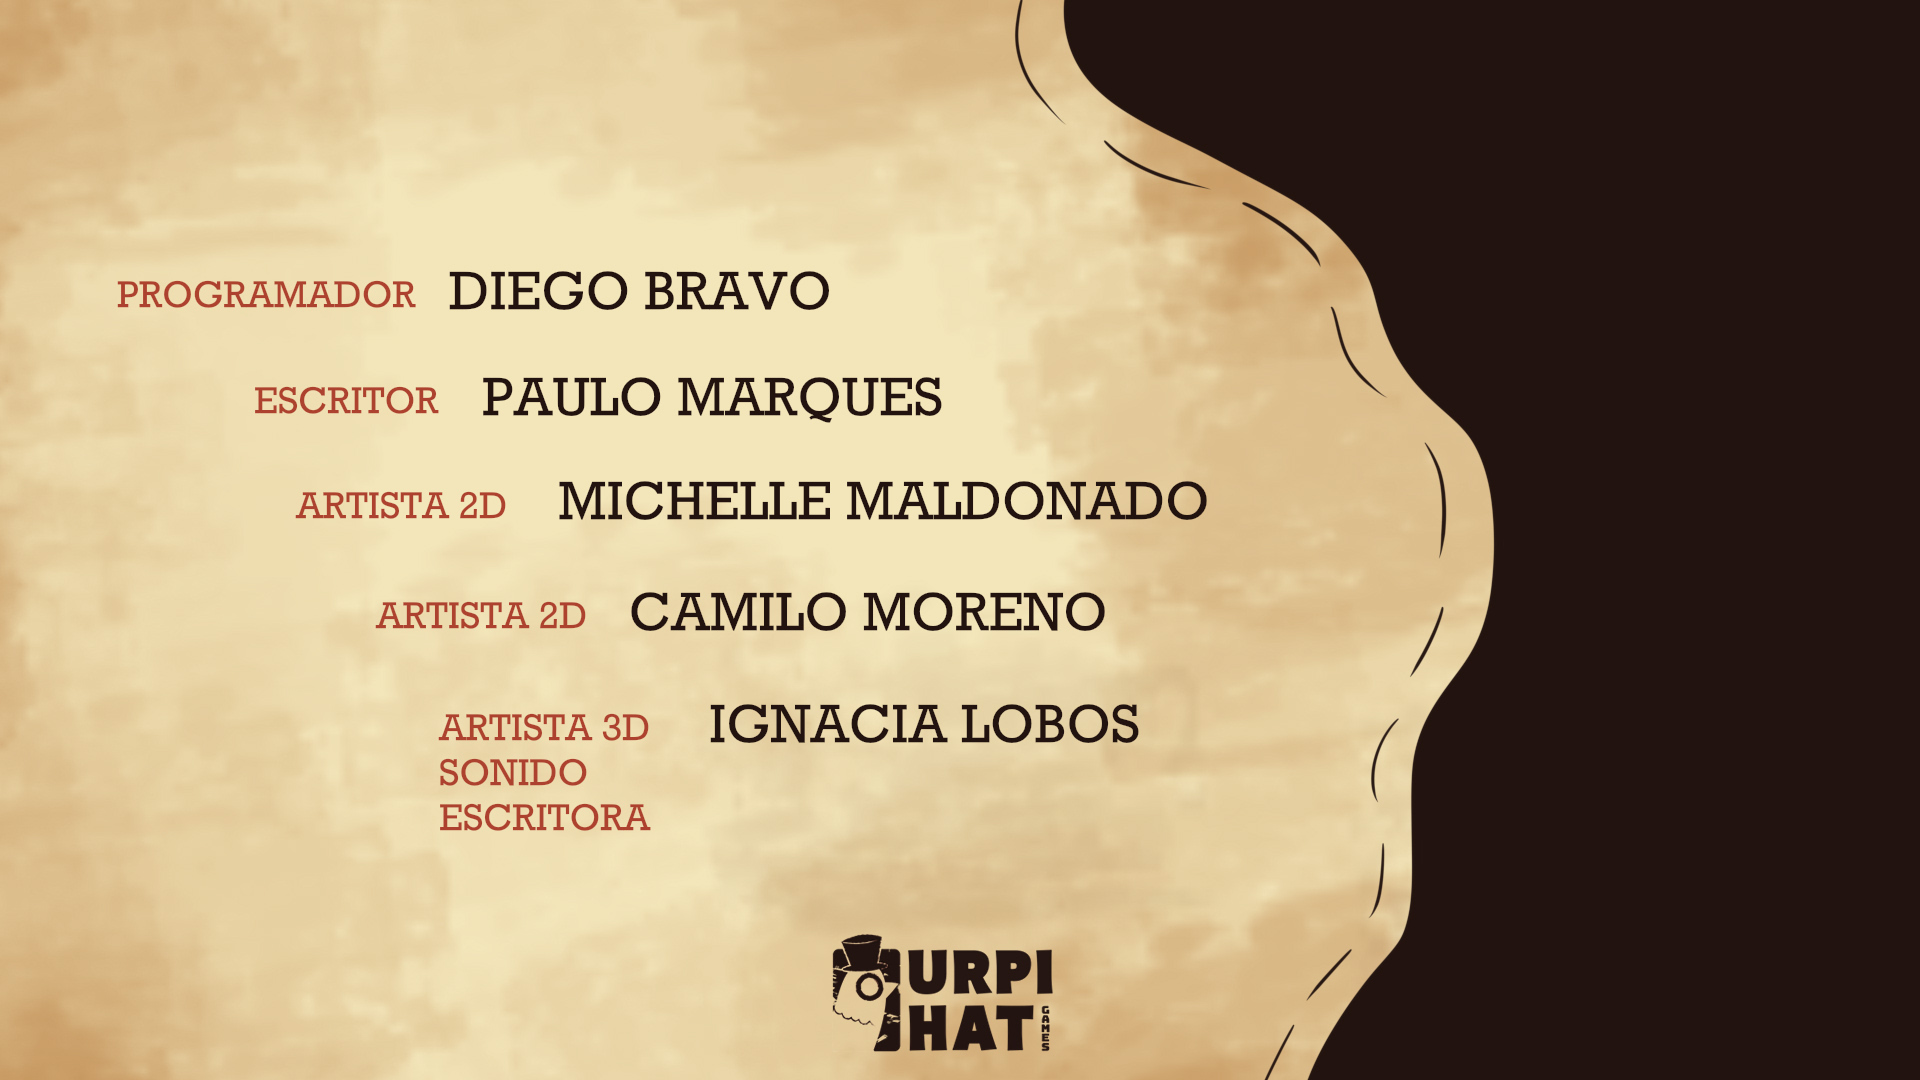 PROGRAMADOR DIEGO BRAVO
ESCRITOR PAULO MARQUES
ARTISTA 2D MICHELLE MALDONADO
ARTISTA 2D CAMILO MORENO
ARTISTA 3D IGNACIA LOBOS
SONIDO
ESCRITORA
URPI
HAT
GAMES